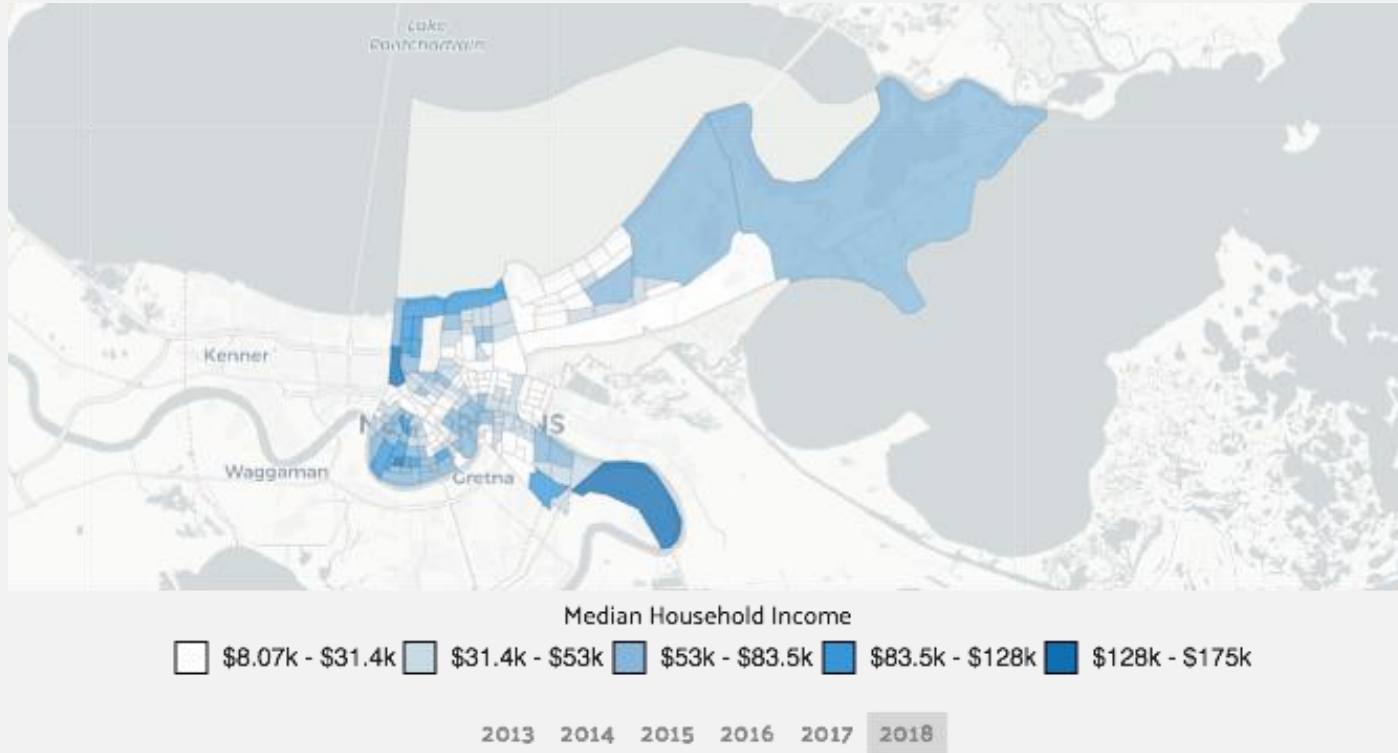 Lake
Pontchartrain
Kenner
Waggaman
Gretna
Median Household Income
$8.07k - $31.4k $31.4k - $53k $53k - $83.5k $83.5k - $128k $128k - $175k
2013 2014 2015 2016 2017 2018